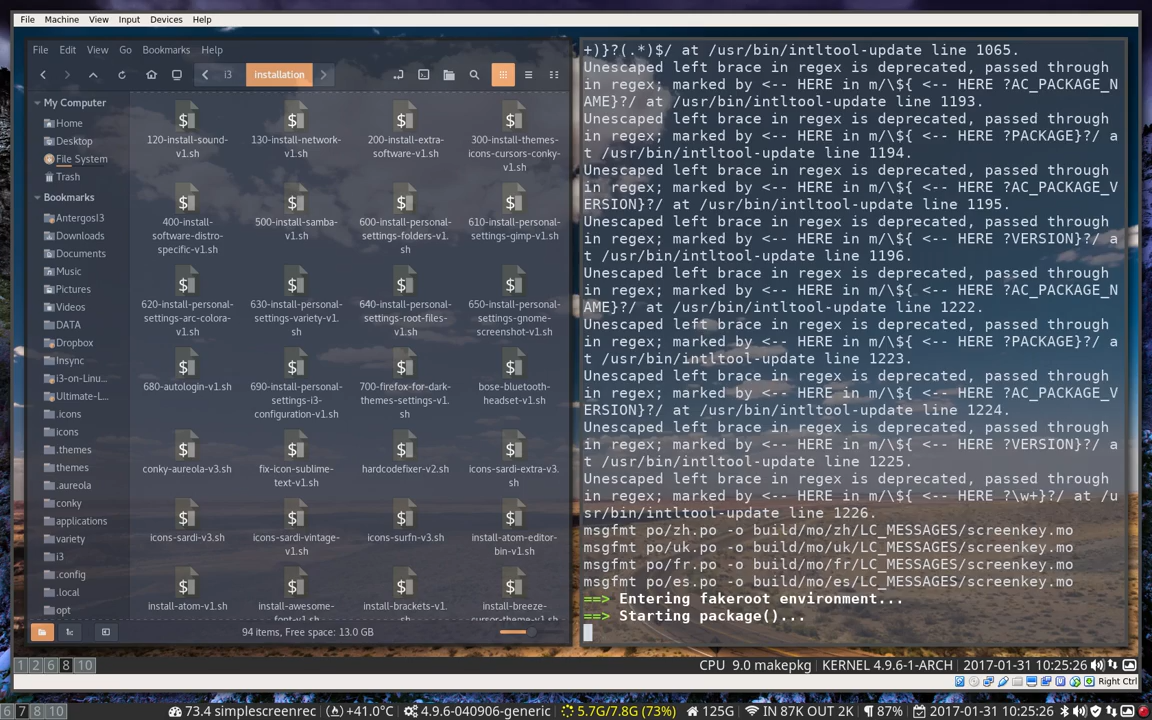 File Machine View Input Devices Help
File Edit View Go Bookmarks Help
i3 installation
My Computer
Home
Desktop
File System
Trash
Bookmarks
AntergosI3
Downloads
Documents
Music
Pictures
Videos
DATA
Dropbox
Insync
i3-on-Linu...
Ultimate-L...
.icons
icons
.themes
themes
.aureola
conky
applications
variety
i3
.config
.local
opt
120-install-sound-
v1.sh
130-install-network-
v1.sh
200-install-extra-
software-v1.sh
300-install-themes-
icons-cursors-conky-
v1.sh
400-install-
software-distro-
specific-v1.sh
500-install-samba-
v1.sh
600-install-personal-
settings-folders-v1.
sh
610-install-personal-
settings-gimp-v1.sh
620-install-personal-
settings-arc-colora-
v1.sh
630-install-personal-
settings-variety-v1.
sh
640-install-personal-
settings-root-files-
v1.sh
650-install-personal-
settings-gnome-
screenshot-v1.sh
680-autologin-v1.sh
690-install-personal-
settings-i3-
configuration-v1.sh
700-firefox-for-dark-
themes-settings-v1.
sh
bose-bluetooth-
headset-v1.sh
conky-aureola-v3.sh
fix-icon-sublime-
text-v1.sh
hardcodefixer-v2.sh
icons-sardi-extra-v3.
sh
icons-sardi-v3.sh
icons-sardi-vintage-
v1.sh
icons-surfn-v3.sh
install-atom-editor-
bin-v1.sh
install-atom-v1.sh
install-awesome-
font-v1.sh
install-brackets-v1.
sh
install-breeze-
cursor-theme-v1.sh
94 items, Free space: 13.0 GB
+)}?(.*)$/ at /usr/bin/intltool-update line 1065.
Unescaped left brace in regex is deprecated, passed through
in regex; marked by <-- HERE in m/\${ <-- HERE ?AC_PACKAGE_N
AME}?/ at /usr/bin/intltool-update line 1193.
Unescaped left brace in regex is deprecated, passed through
in regex; marked by <-- HERE in m/\${ <-- HERE ?PACKAGE}?/ a
t /usr/bin/intltool-update line 1194.
Unescaped left brace in regex is deprecated, passed through
in regex; marked by <-- HERE in m/\${ <-- HERE ?AC_PACKAGE_V
ERSION}?/ at /usr/bin/intltool-update line 1195.
Unescaped left brace in regex is deprecated, passed through
in regex; marked by <-- HERE in m/\${ <-- HERE ?VERSION}?/ a
t /usr/bin/intltool-update line 1196.
Unescaped left brace in regex is deprecated, passed through
in regex; marked by <-- HERE in m/\${ <-- HERE ?AC_PACKAGE_N
AME}?/ at /usr/bin/intltool-update line 1222.
Unescaped left brace in regex is deprecated, passed through
in regex; marked by <-- HERE in m/\${ <-- HERE ?PACKAGE}?/ a
t /usr/bin/intltool-update line 1223.
Unescaped left brace in regex is deprecated, passed through
in regex; marked by <-- HERE in m/\${ <-- HERE ?AC_PACKAGE_V
ERSION}?/ at /usr/bin/intltool-update line 1224.
Unescaped left brace in regex is deprecated, passed through
in regex; marked by <-- HERE in m/\${ <-- HERE ?VERSION}?/ a
t /usr/bin/intltool-update line 1225.
Unescaped left brace in regex is deprecated, passed through
in regex; marked by <-- HERE in m/\${ <-- HERE ?\w+}?/ at /u
sr/bin/intltool-update line 1226.
msgfmt po/zh.po -o build/mo/zh/LC_MESSAGES/screenkey.mo
msgfmt po/uk.po -o build/mo/uk/LC_MESSAGES/screenkey.mo
msgfmt po/fr.po -o build/mo/fr/LC_MESSAGES/screenkey.mo
msgfmt po/es.po -o build/mo/es/LC_MESSAGES/screenkey.mo
==> Entering fakeroot environment...
==> Starting package()...
1 2 6 8 10 CPU 9.0 makepkg | KERNEL 4.9.6-1-ARCH | 2017-01-31 10:25:26
Right Ctrl
6 7 8 10 73.4 simplescreenrec | +41.0°C | 4.9.6-040906-generic | 5.7G/7.8G (73%) | 125G | IN 87K OUT 2K | 87% | 2017-01-31 10:25:26